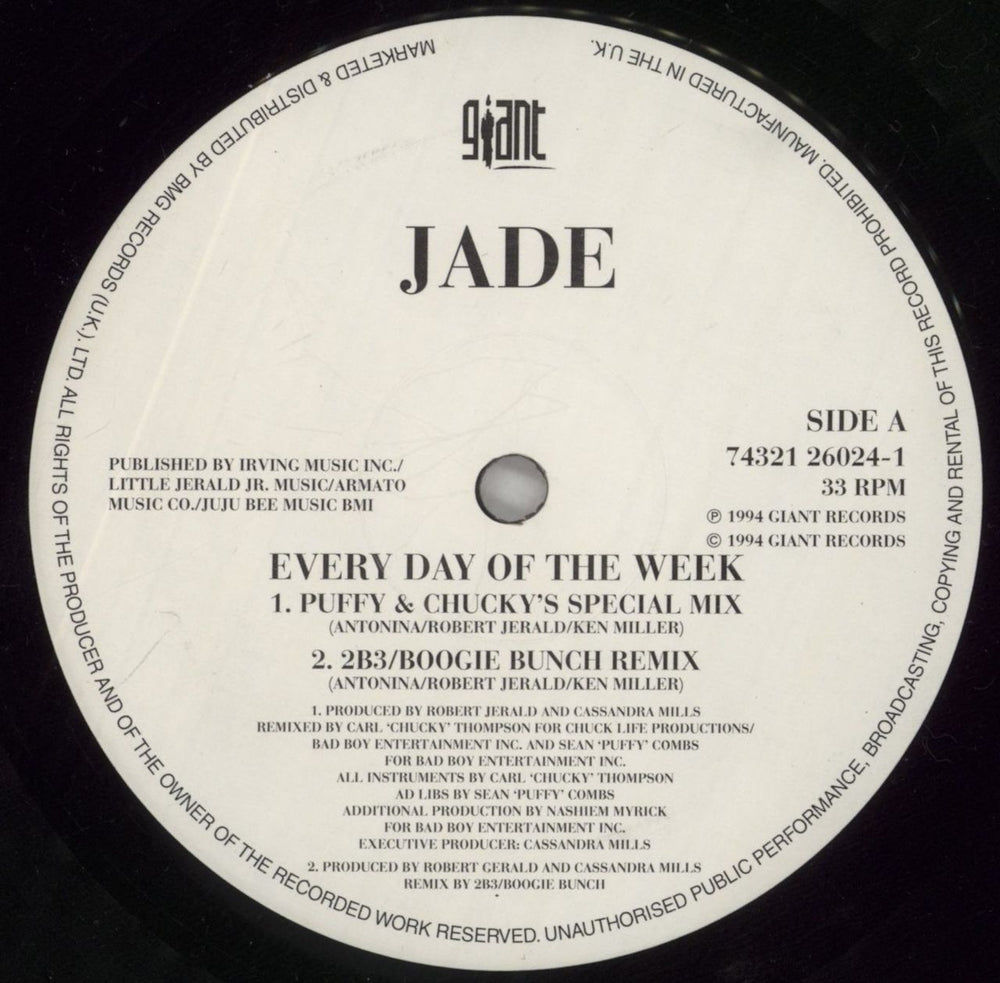 giant
JADE
SIDE A
74321 26024-1
33 RPM
℗ 1994 GIANT RECORDS
© 1994 GIANT RECORDS
PUBLISHED BY IRVING MUSIC INC./
LITTLE JERALD JR. MUSIC/ARMATO
MUSIC CO./JUJU BEE MUSIC BMI
EVERY DAY OF THE WEEK
1. PUFFY & CHUCKY'S SPECIAL MIX
(ANTONINA/ROBERT JERALD/KEN MILLER)
2. 2B3/BOOGIE BUNCH REMIX
(ANTONINA/ROBERT JERALD/KEN MILLER)
1. PRODUCED BY ROBERT JERALD AND CASSANDRA MILLS
REMIXED BY CARL 'CHUCKY' THOMPSON FOR CHUCK LIFE PRODUCTIONS/
BAD BOY ENTERTAINMENT INC. AND SEAN 'PUFFY' COMBS
FOR BAD BOY ENTERTAINMENT INC.
ALL INSTRUMENTS BY CARL 'CHUCKY' THOMPSON
AD LIBS BY SEAN 'PUFFY' COMBS
ADDITIONAL PRODUCTION BY NASHIEM MYRICK
FOR BAD BOY ENTERTAINMENT INC.
EXECUTIVE PRODUCER: CASSANDRA MILLS
2. PRODUCED BY ROBERT GERALD AND CASSANDRA MILLS
REMIX BY 2B3/BOOGIE BUNCH
MARKETED & DISTRIBUTED BY BMG RECORDS (U.K.). LTD. ALL RIGHTS OF THE PRODUCER AND OF THE OWNER OF THE RECORDED WORK RESERVED. UNAUTHORISED PUBLIC PERFORMANCE, BROADCASTING, COPYING AND RENTAL OF THIS RECORD PROHIBITED. MAUNFACTURED IN THE U.K.